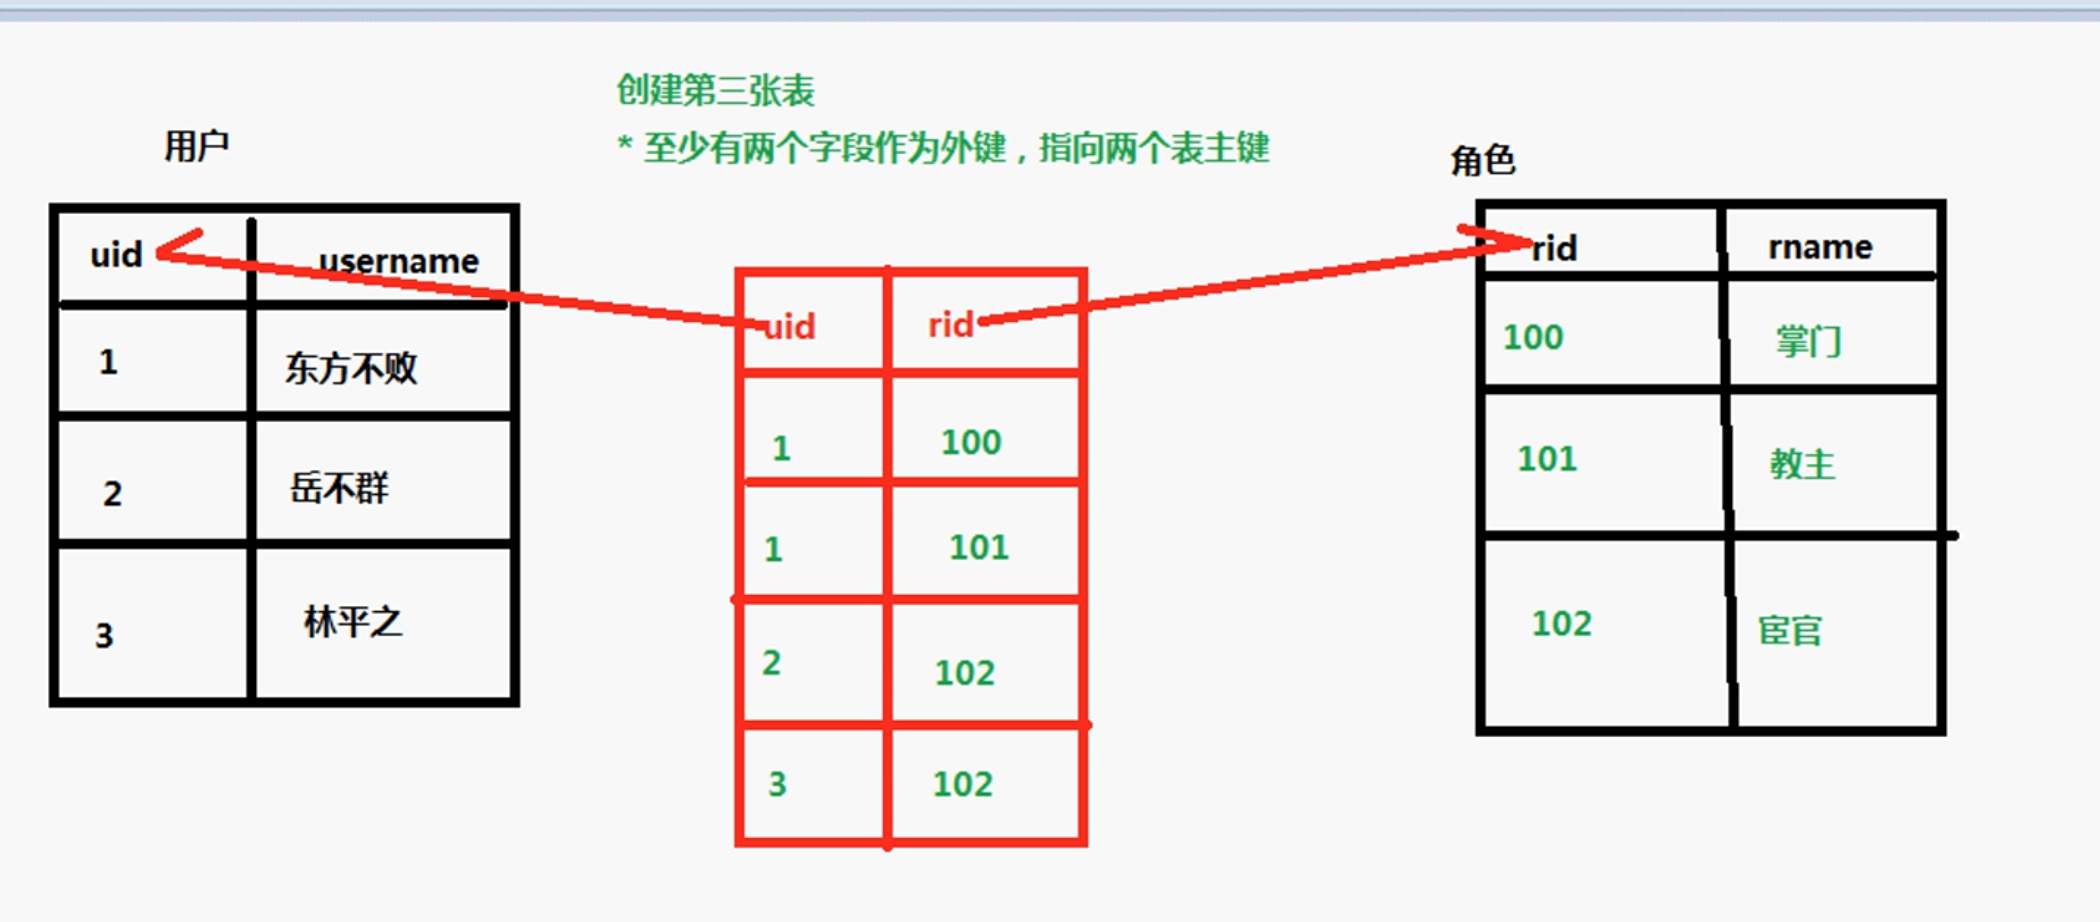 创建第三张表
* 至少有两个字段作为外键，指向两个表主键
用户
uid username
1 东方不败
2 岳不群
3 林平之
uid rid
1 100
1 101
2 102
3 102
角色
rid rname
100 掌门
101 教主
102 宦官